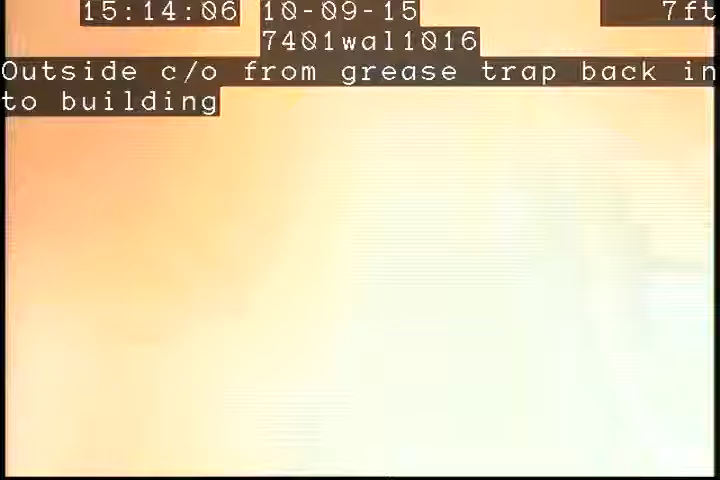 15:14:06 10-09-15 7ft
7401wal1016
Outside c/o from grease trap back in
to building